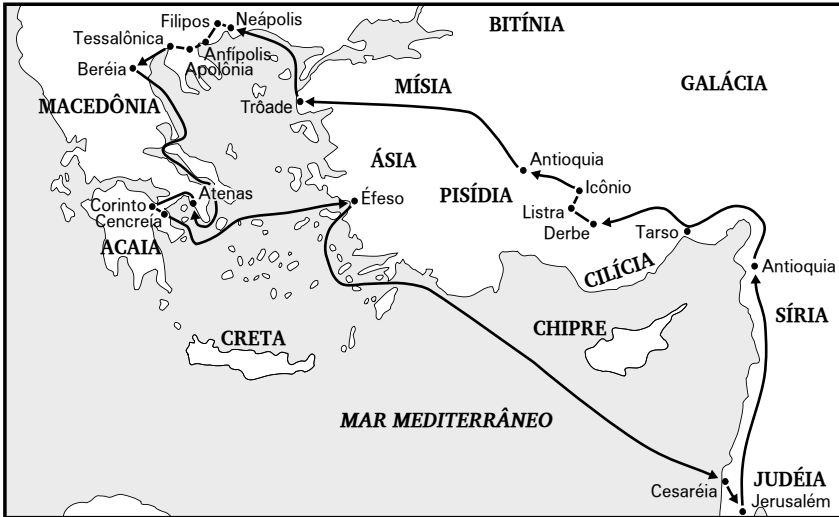 Filipos
Neápolis
BITÍNIA
Tessalônica
Anfípolis
Apolônia
Beréia
MÍSIA
GALÁCIA
MACEDÔNIA
Trôade
ÁSIA
Antioquia
PISÍDIA
Icônio
Atenas
Éfeso
Corinto
Cencreía
Listra
Derbe
Tarso
ACAIA
CILÍCIA
Antioquia
SÍRIA
CHIPRE
CRETA
MAR MEDITERRÂNEO
JUDÉIA
Cesaréia
Jerusalém